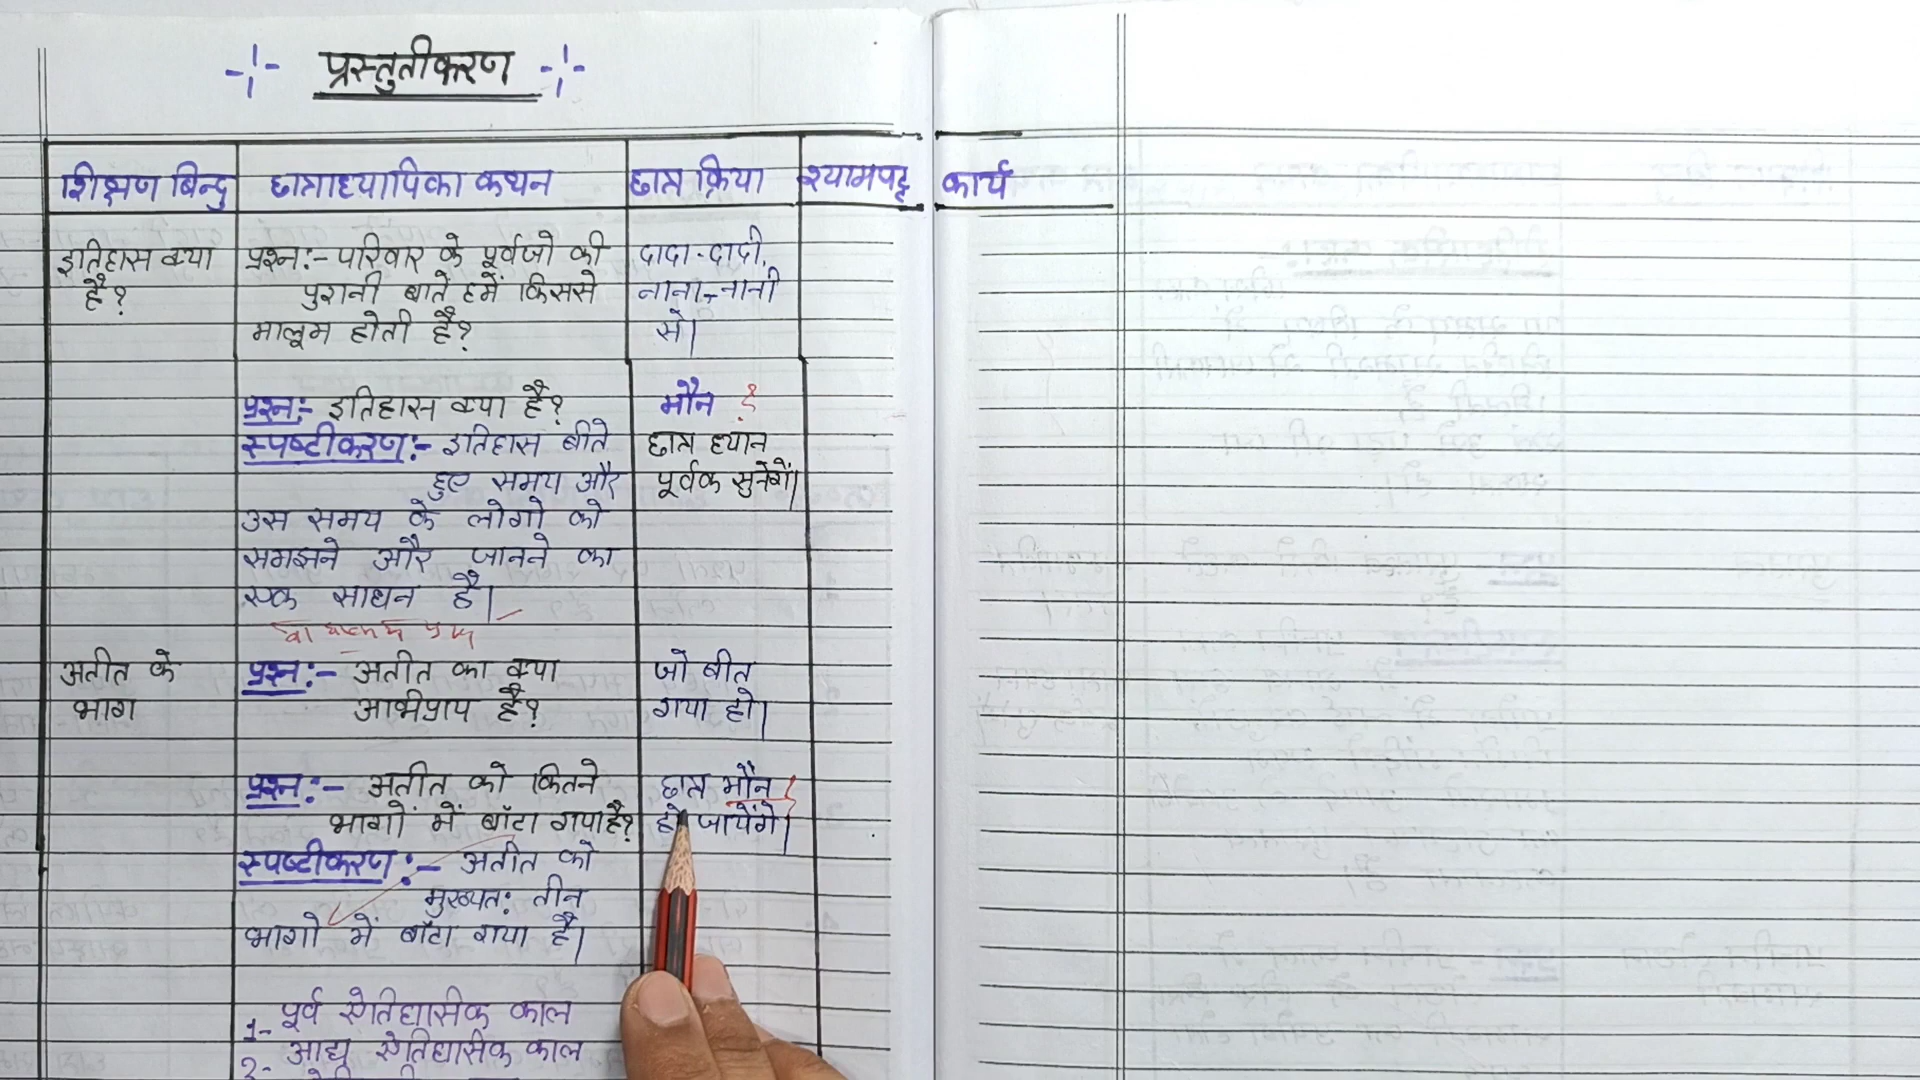 प्रस्तुतीकरण
शिक्षण बिन्दु छात्राध्यापिका कथन छात्र क्रिया श्यामपट्ट कार्य
इतिहास क्या है?
प्रश्न:- परिवार के पूर्वजो की
पुरानी बातें हमें किससे
मालूम होती है?
दादा-दादी,
नाना-नानी
से।
प्रश्न:- इतिहास क्या है?
मौन
स्पष्टीकरण:- इतिहास बीते
हुए समय और
उस समय के लोगो को
समझने और जानने का
एक साधन है।
छात्र ध्यान
पूर्वक सुनेगें।
अतीत के
भाग
प्रश्न:- अतीत का क्या
अभिप्राय है?
जो बीत
गया हो।
प्रश्न:- अतीत को कितने
भागों में बाँटा गया है?
छात्र मौन
हो जायेंगे।
स्पष्टीकरण:- अतीत को
मुख्यत: तीन
भागो में बाँटा गया है।
1- पूर्व ऐतिहासिक काल
2- आद्य ऐतिहासिक काल